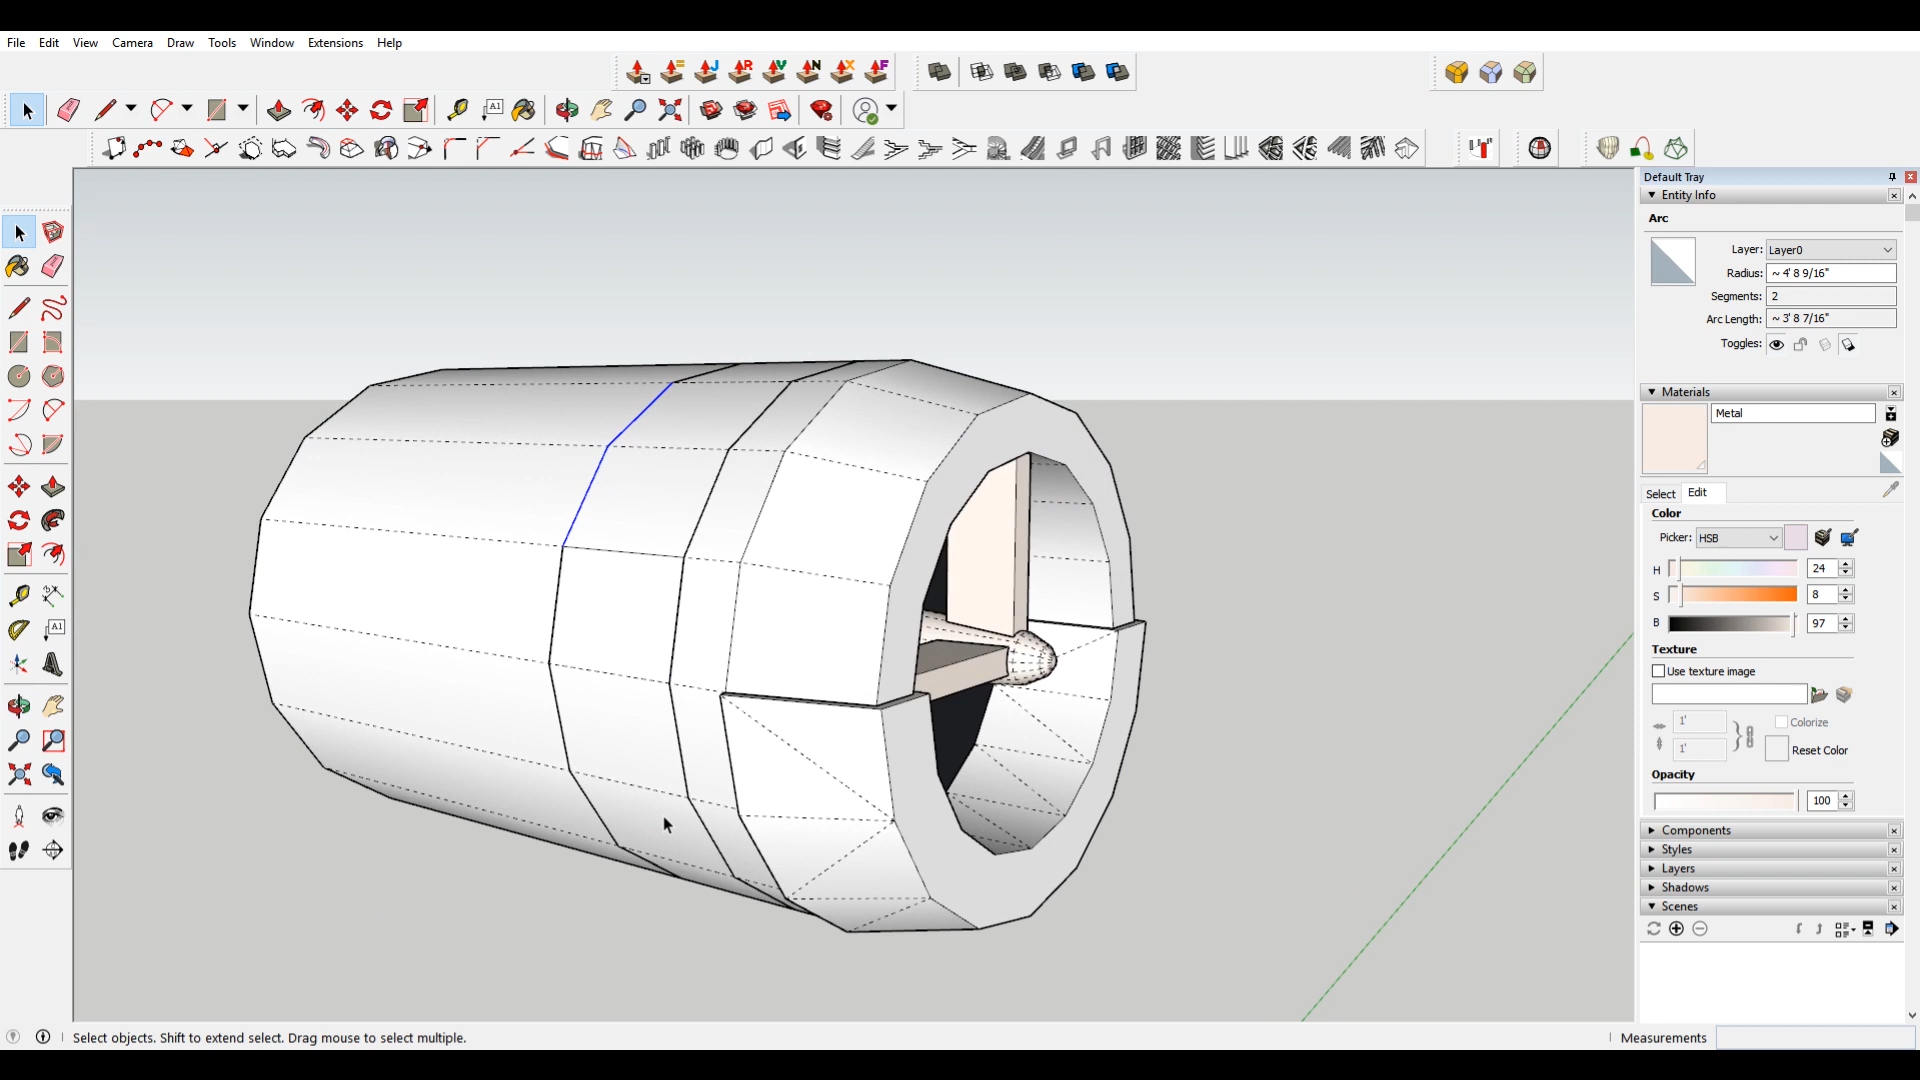 File Edit View Camera Draw Tools Window Extensions Help
= J R V N X F
A1
Default Tray
Entity Info
Arc
Layer: Layer0
Radius: ~ 4' 8 9/16"
Segments: 2
Arc Length: ~ 3' 8 7/16"
Toggles:
Materials
Metal
Select Edit
Color
Picker: HSB
H 24
S 8
B 97
Texture
Use texture image
1' Colorize
1' Reset Color
Opacity
100
Components
Styles
Layers
Shadows
Scenes
A1
Select objects. Shift to extend select. Drag mouse to select multiple.
Measurements